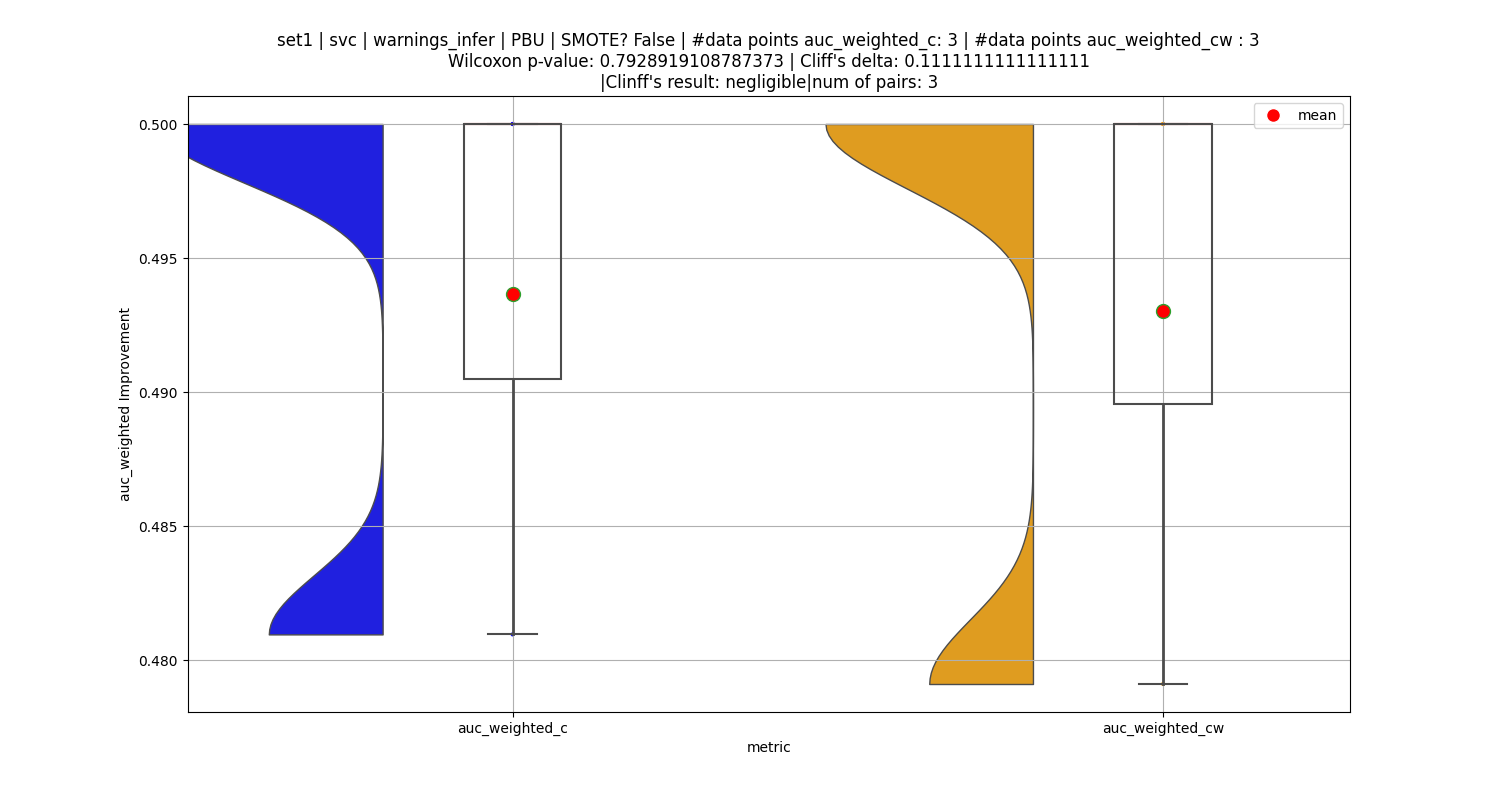 set1 | svc | warnings_infer | PBU | SMOTE? False | #data points auc_weighted_c: 3 | #data points auc_weighted_cw : 3
Wilcoxon p-value: 0.7928919108787373 | Cliff's delta: 0.1111111111111111
|Clinff's result: negligible|num of pairs: 3
mean
0.500
0.495
0.490
0.485
0.480
auc_weighted Improvement
auc_weighted_c
auc_weighted_cw
metric